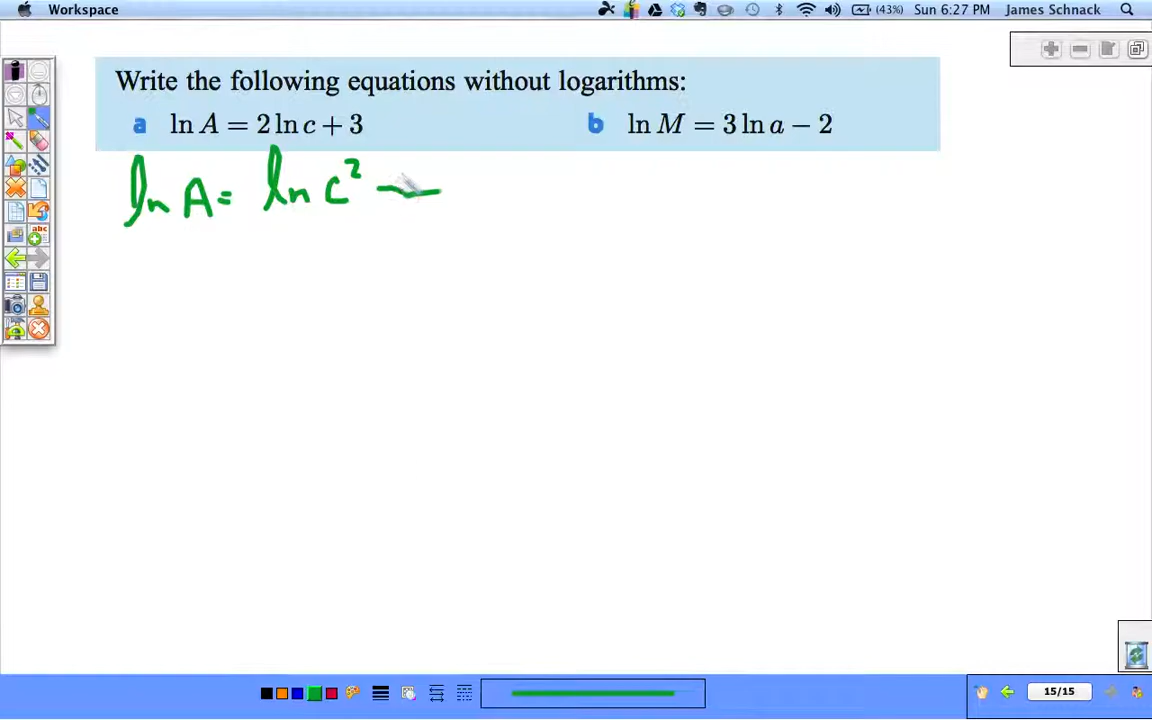 Workspace (43%) Sun 6:27 PM James Schnack
Write the following equations without logarithms:
a ln A = 2 ln c + 3 b ln M = 3 ln a − 2
ln A = ln c² −
abc
15/15